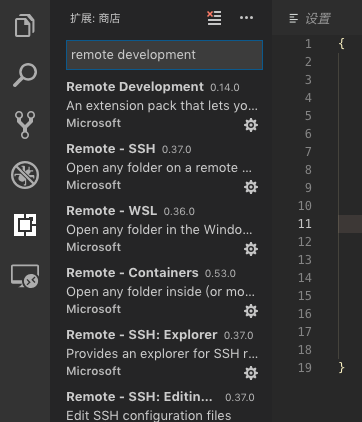 扩展: 商店
remote development
Remote Development 0.14.0
An extension pack that lets yo...
Microsoft
Remote - SSH 0.37.0
Open any folder on a remote ...
Microsoft
Remote - WSL 0.36.0
Open any folder in the Windo...
Microsoft
Remote - Containers 0.53.0
Open any folder inside (or mo...
Microsoft
Remote - SSH: Explorer 0.37.0
Provides an explorer for SSH r...
Microsoft
Remote - SSH: Editin... 0.37.0
Edit SSH configuration files
设置
1 {
2
3
4
5
6
7
8
9
10
11
12
13
14
15
16
17
18
19 }